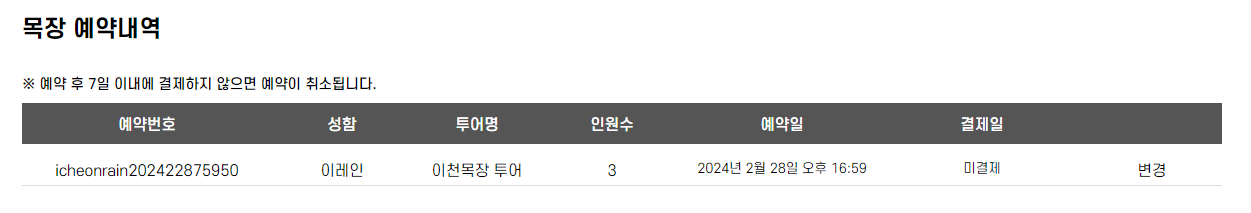 목장 예약내역
※ 예약 후 7일 이내에 결제하지 않으면 예약이 취소됩니다.
예약번호 성함 투어명 인원수 예약일 결제일
icheonrain202422875950 이레인 이천목장 투어 3 2024년 2월 28일 오후 16:59 미결제 변경